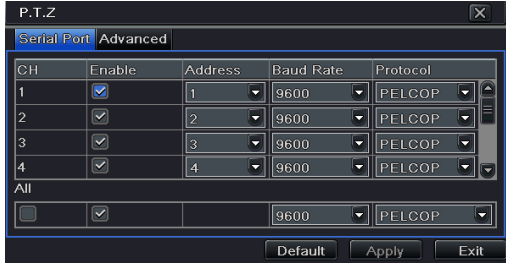 P.T.Z
Serial Port Advanced
CH Enable Address Baud Rate Protocol
1 1 9600 PELCOP
2 2 9600 PELCOP
3 3 9600 PELCOP
4 4 9600 PELCOP
All
9600 PELCOP
Default Apply Exit